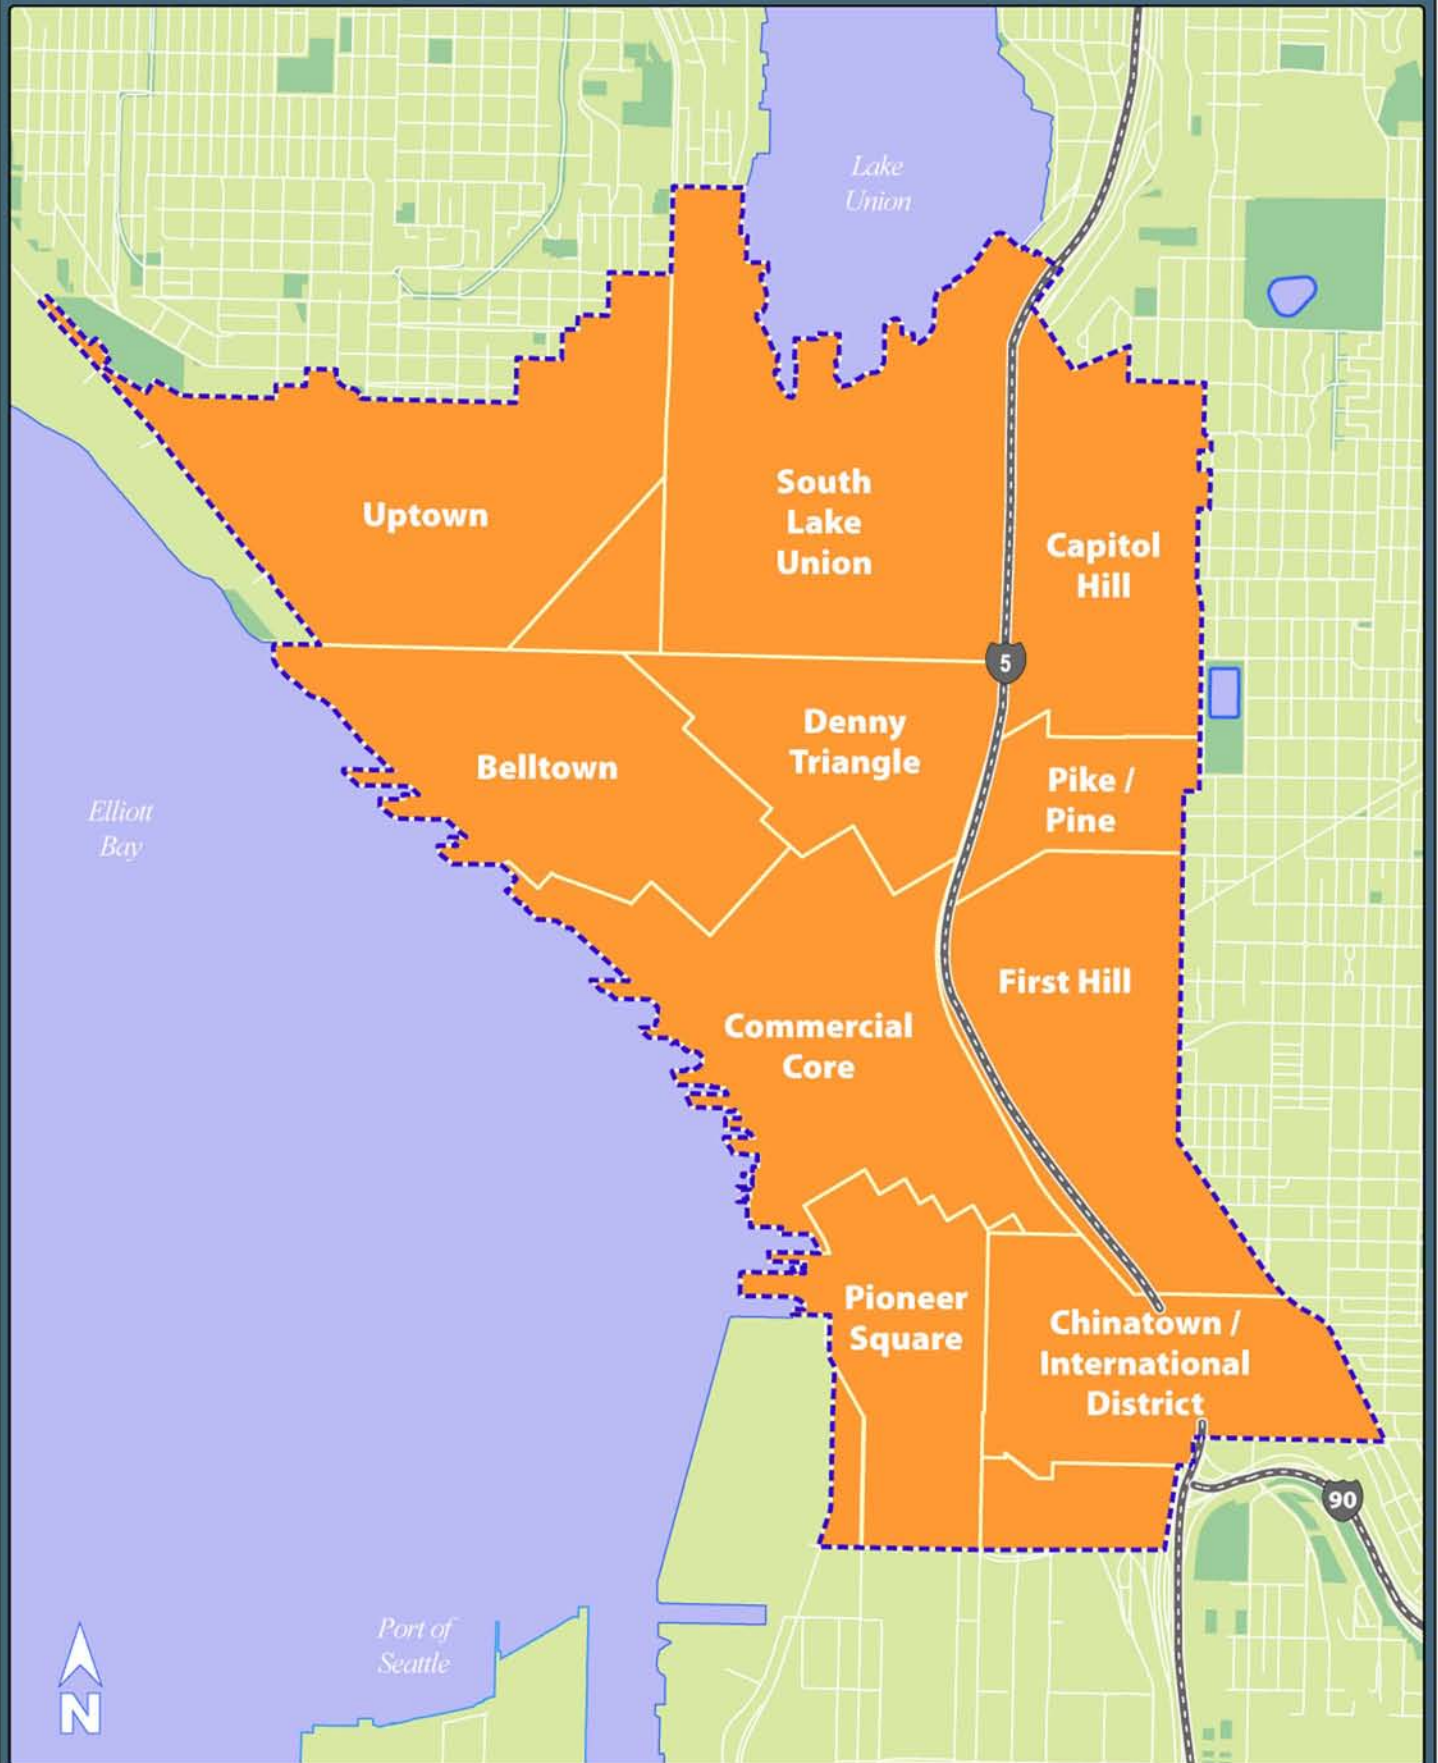 Lake
Union
Uptown
South
Lake
Union
Capitol
Hill
5
Denny
Triangle
Belltown
Pike /
Pine
Elliott
Bay
First Hill
Commercial
Core
Pioneer
Square
Chinatown /
International
District
90
Port of
Seattle
N